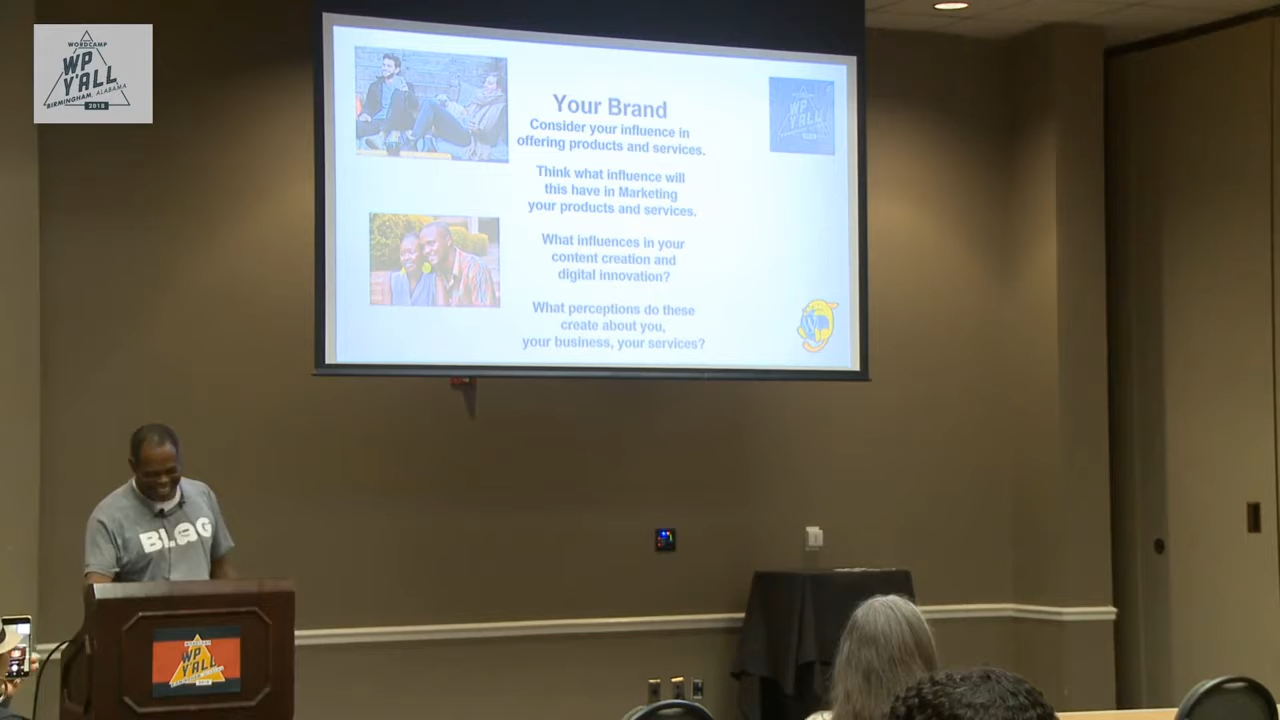 WORDCAMP
WP
Y'ALL
BIRMINGHAM, ALABAMA
2018
Your Brand
Consider your influence in
offering products and services.
Think what influence will
this have in Marketing
your products and services.
What influences in your
content creation and
digital innovation?
What perceptions do these
create about you,
your business, your services?
WP
Y'ALL
BLOG
WORDCAMP
WP
Y'ALL